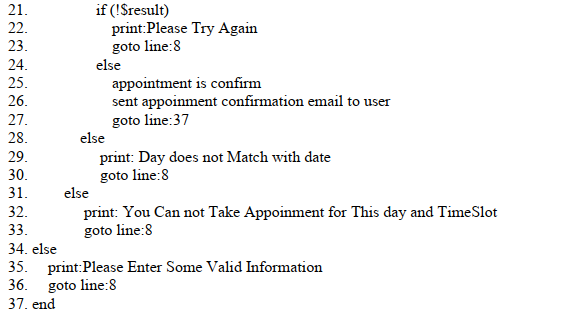 21. if (!$result)
22. print:Please Try Again
23. goto line:8
24. else
25. appointment is confirm
26. sent appoinment confirmation email to user
27. goto line:37
28. else
29. print: Day does not Match with date
30. goto line:8
31. else
32. print: You Can not Take Appoinment for This day and TimeSlot
33. goto line:8
34. else
35. print:Please Enter Some Valid Information
36. goto line:8
37. end